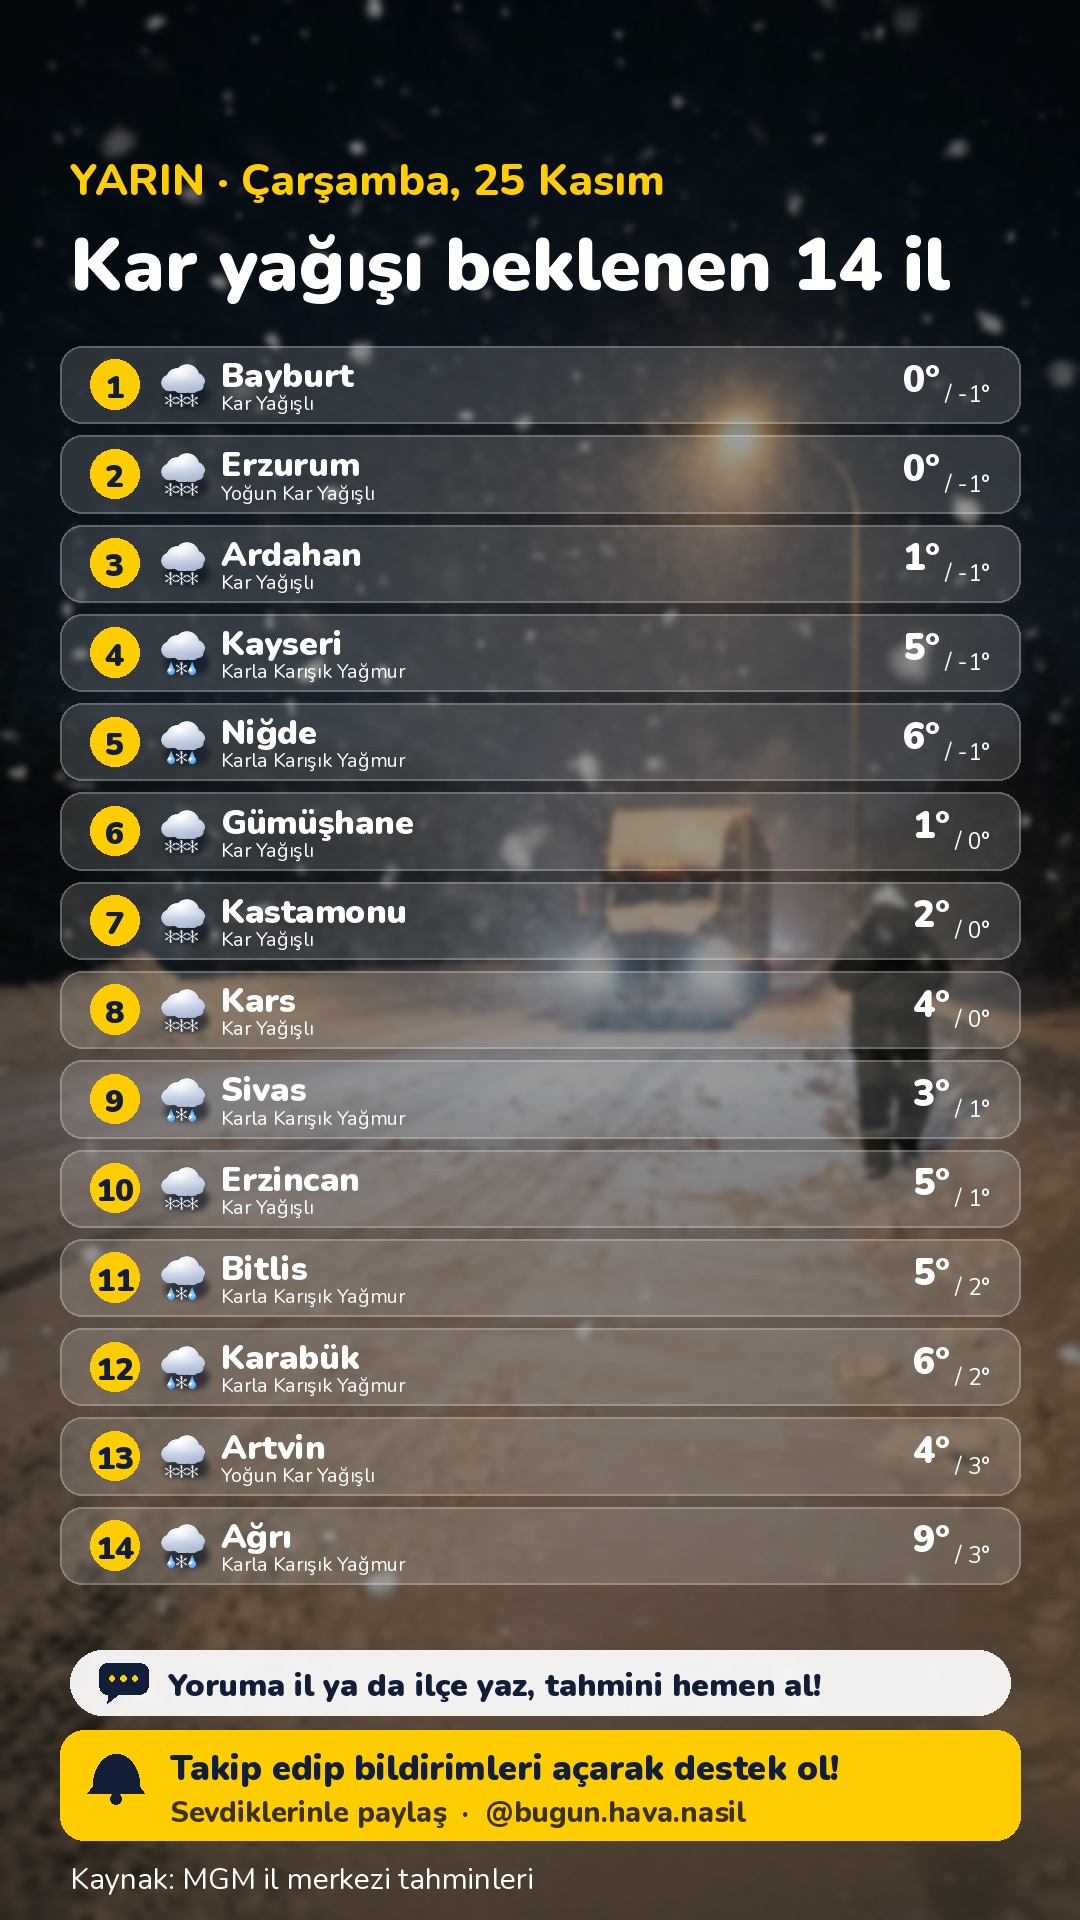 YARIN · Çarşamba, 25 Kasım
Kar yağışı beklenen 14 il
1 Bayburt 0° / -1°
Kar Yağışlı
2 Erzurum 0° / -1°
Yoğun Kar Yağışlı
3 Ardahan 1° / -1°
Kar Yağışlı
4 Kayseri 5° / -1°
Karla Karışık Yağmur
5 Niğde 6° / -1°
Karla Karışık Yağmur
6 Gümüşhane 1° / 0°
Kar Yağışlı
7 Kastamonu 2° / 0°
Kar Yağışlı
8 Kars 4° / 0°
Kar Yağışlı
9 Sivas 3° / 1°
Karla Karışık Yağmur
10 Erzincan 5° / 1°
Kar Yağışlı
11 Bitlis 5° / 2°
Karla Karışık Yağmur
12 Karabük 6° / 2°
Karla Karışık Yağmur
13 Artvin 4° / 3°
Yoğun Kar Yağışlı
14 Ağrı 9° / 3°
Karla Karışık Yağmur
Yoruma il ya da ilçe yaz, tahmini hemen al!
Takip edip bildirimleri açarak destek ol!
Sevdiklerinle paylaş · @bugun.hava.nasil
Kaynak: MGM il merkezi tahminleri